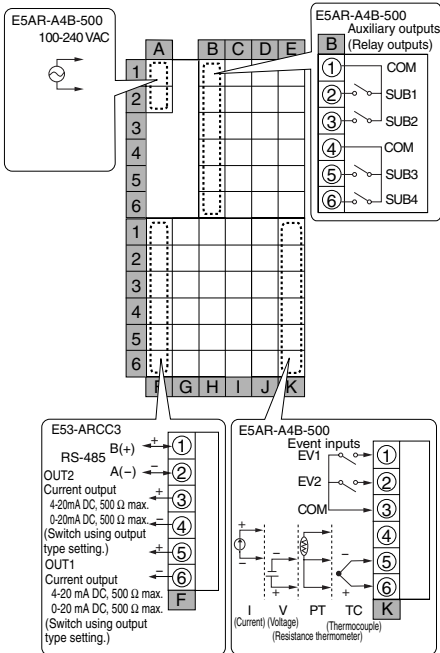 E5AR-A4B-500
100-240 VAC
A B C D E
1
2
3
4
5
6
1
2
3
4
5
6
F G H I J K
E5AR-A4B-500
Auxiliary outputs
(Relay outputs)
B
1 COM
2 SUB1
3 SUB2
4 COM
5 SUB3
6 SUB4
E53-ARCC3
RS-485
B(+) + 1
A(−) − 2
OUT2
Current output
4-20mA DC, 500 Ω max.
0-20mA DC, 500 Ω max.
(Switch using output
type setting.)
+ 3
− 4
OUT1
Current output
4-20 mA DC, 500 Ω max.
0-20 mA DC, 500 Ω max.
(Switch using output
type setting.)
+ 5
− 6
F
E5AR-A4B-500
Event inputs
EV1 1
EV2 2
COM 3
4
5
6
K
+ − − + − +
I V PT TC
(Current) (Voltage) (Thermocouple)
(Resistance thermometer)